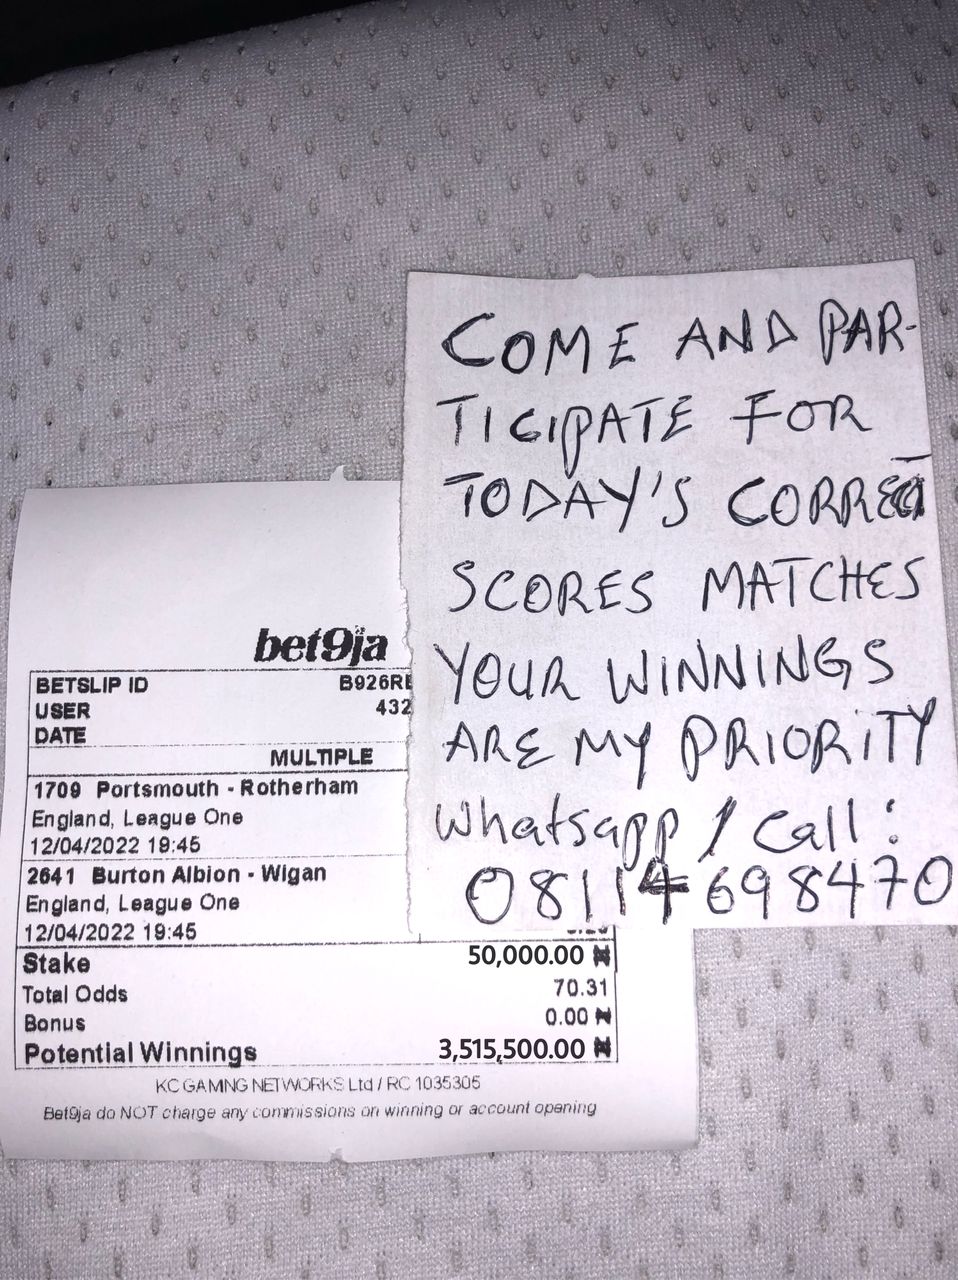 COME AND PAR-
TICIPATE FOR
TODAY'S CORRECT
SCORES MATCHES
YOUR WINNINGS
ARE MY PRIORITY
Whatsapp / Call:
08114698470
bet9ja
BETSLIP ID B926RE
USER 432
DATE
MULTIPLE
1709 Portsmouth - Rotherham
England, League One
12/04/2022 19:45
2641 Burton Albion - Wigan
England, League One
12/04/2022 19:45
Stake 50,000.00 ₦
Total Odds 70.31
Bonus 0.00 ₦
Potential Winnings 3,515,500.00 ₦
KC GAMING NETWORKS Ltd / RC 1035305
Bet9ja do NOT charge any commissions on winning or account opening